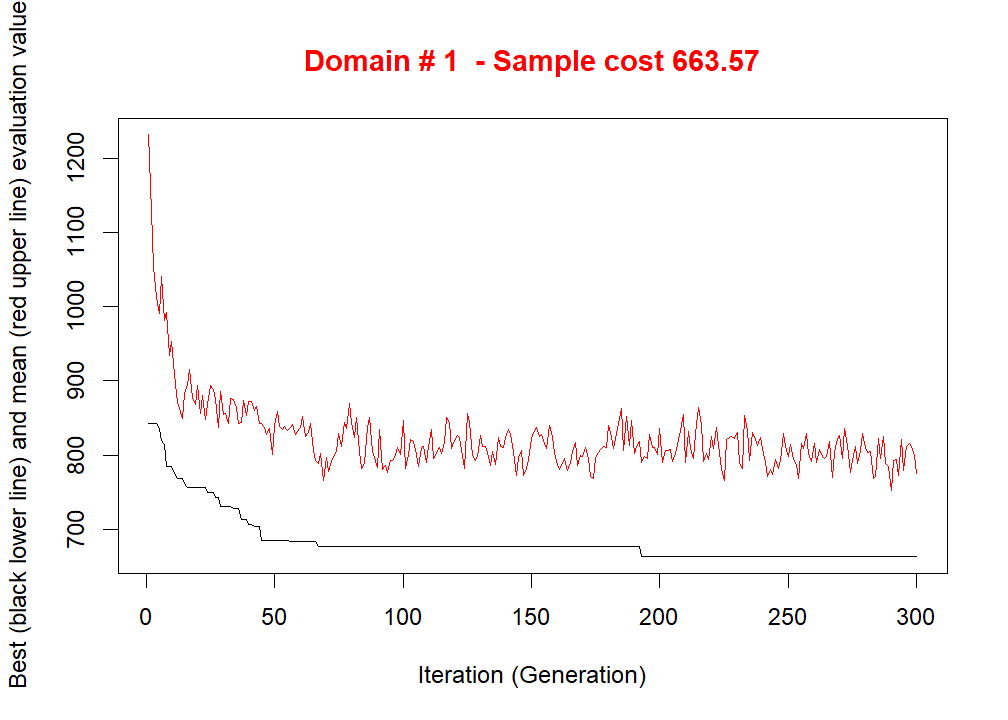 Domain # 1  - Sample cost 663.57
Best (black lower line) and mean (red upper line) evaluation value
1200
1100
1000
900
800
700
0 50 100 150 200 250 300
Iteration (Generation)